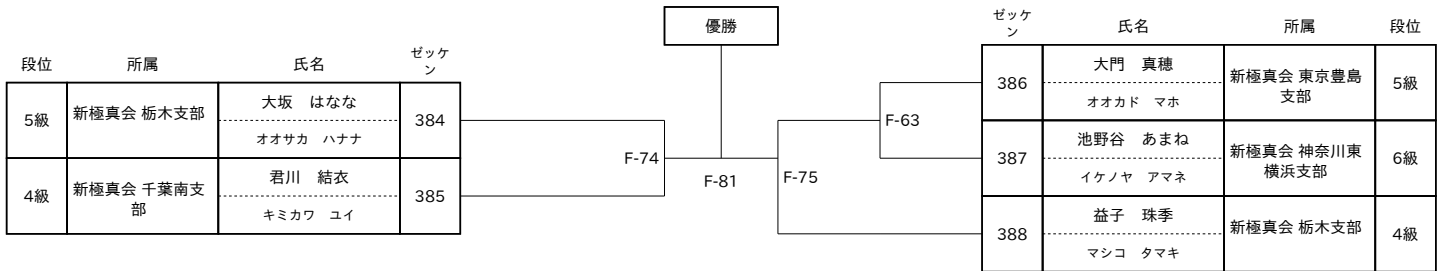 優勝
段位 所属 氏名 ゼッケ
ン
5級 新極真会 栃木支部 大坂 はなな 384
オオサカ ハナナ
4級 新極真会 千葉南支
部 君川 結衣 385
キミカワ ユイ
F-74
F-81
F-75
F-63
ゼッケ
ン 氏名 所属 段位
386 大門 真穂 新極真会 東京豊島
支部 5級
オオカド マホ
387 池野谷 あまね 新極真会 神奈川東
横浜支部 6級
イケノヤ アマネ
388 益子 珠季 新極真会 栃木支部 4級
マシコ タマキ